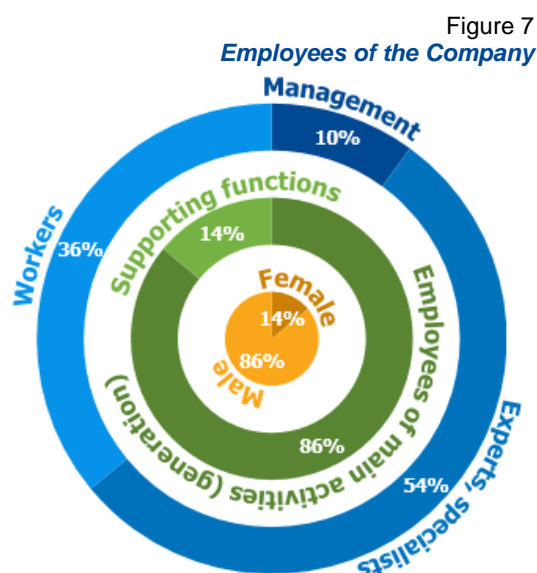 Figure 7
Employees of the Company
Management
10%
Supporting functions
14%
Workers
36%
Female
14%
86%
Male
Employees of main activities (generation)
86%
54%
Experts, specialists